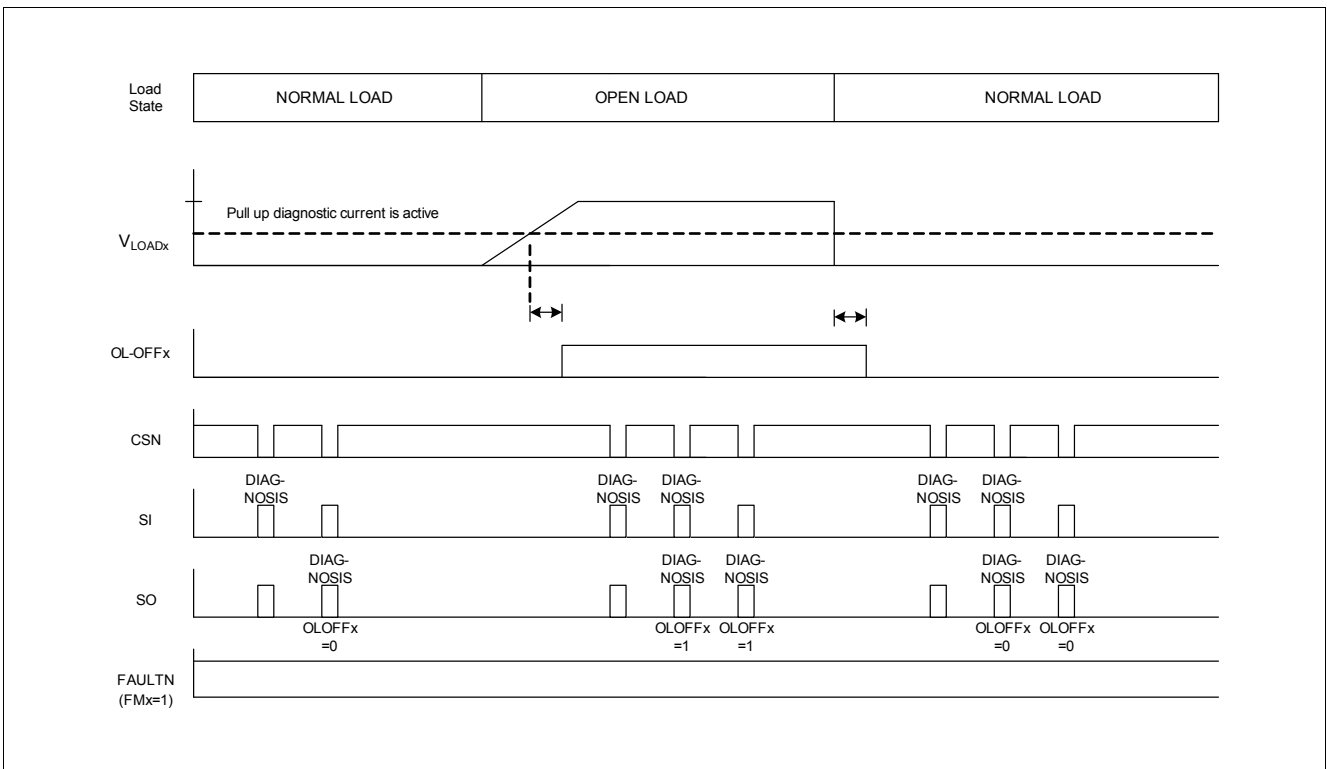 Load
State
NORMAL LOAD
OPEN LOAD
NORMAL LOAD
Pull up diagnostic current is active
VLOADx
OL-OFFx
CSN
DIAG-
NOSIS
DIAG-
NOSIS
DIAG-
NOSIS
DIAG-
NOSIS
DIAG-
NOSIS
SI
DIAG-
NOSIS
DIAG-
NOSIS
DIAG-
NOSIS
DIAG-
NOSIS
DIAG-
NOSIS
SO
OLOFFx
=0
OLOFFx
=1
OLOFFx
=1
OLOFFx
=0
OLOFFx
=0
FAULTN
(FMx=1)